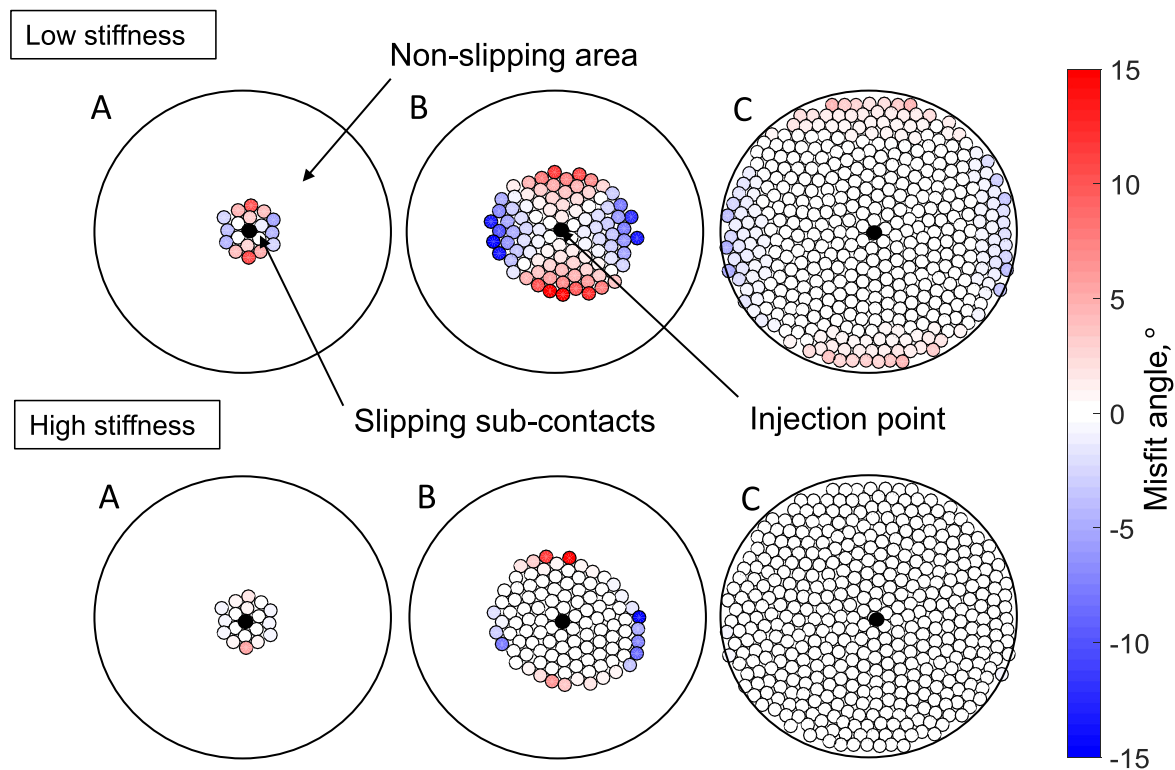 Low stiffness
Non-slipping area
A
B
C
Slipping sub-contacts
Injection point
High stiffness
A
B
C
15
10
5
0
-5
-10
-15
Misfit angle,°